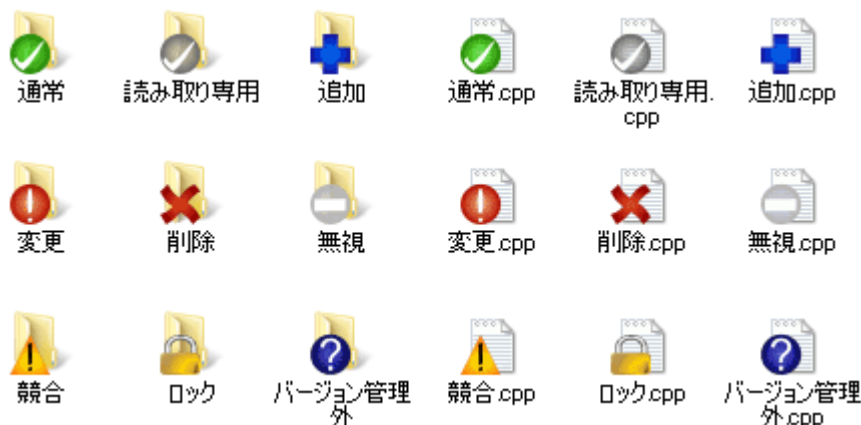 通常
読み取り専用
追加
通常.cpp
読み取り専用.
cpp
追加.cpp
変更
削除
無視
変更.cpp
削除.cpp
無視.cpp
競合
ロック
バージョン管理
外
競合.cpp
ロック.cpp
バージョン管理
外.cpp